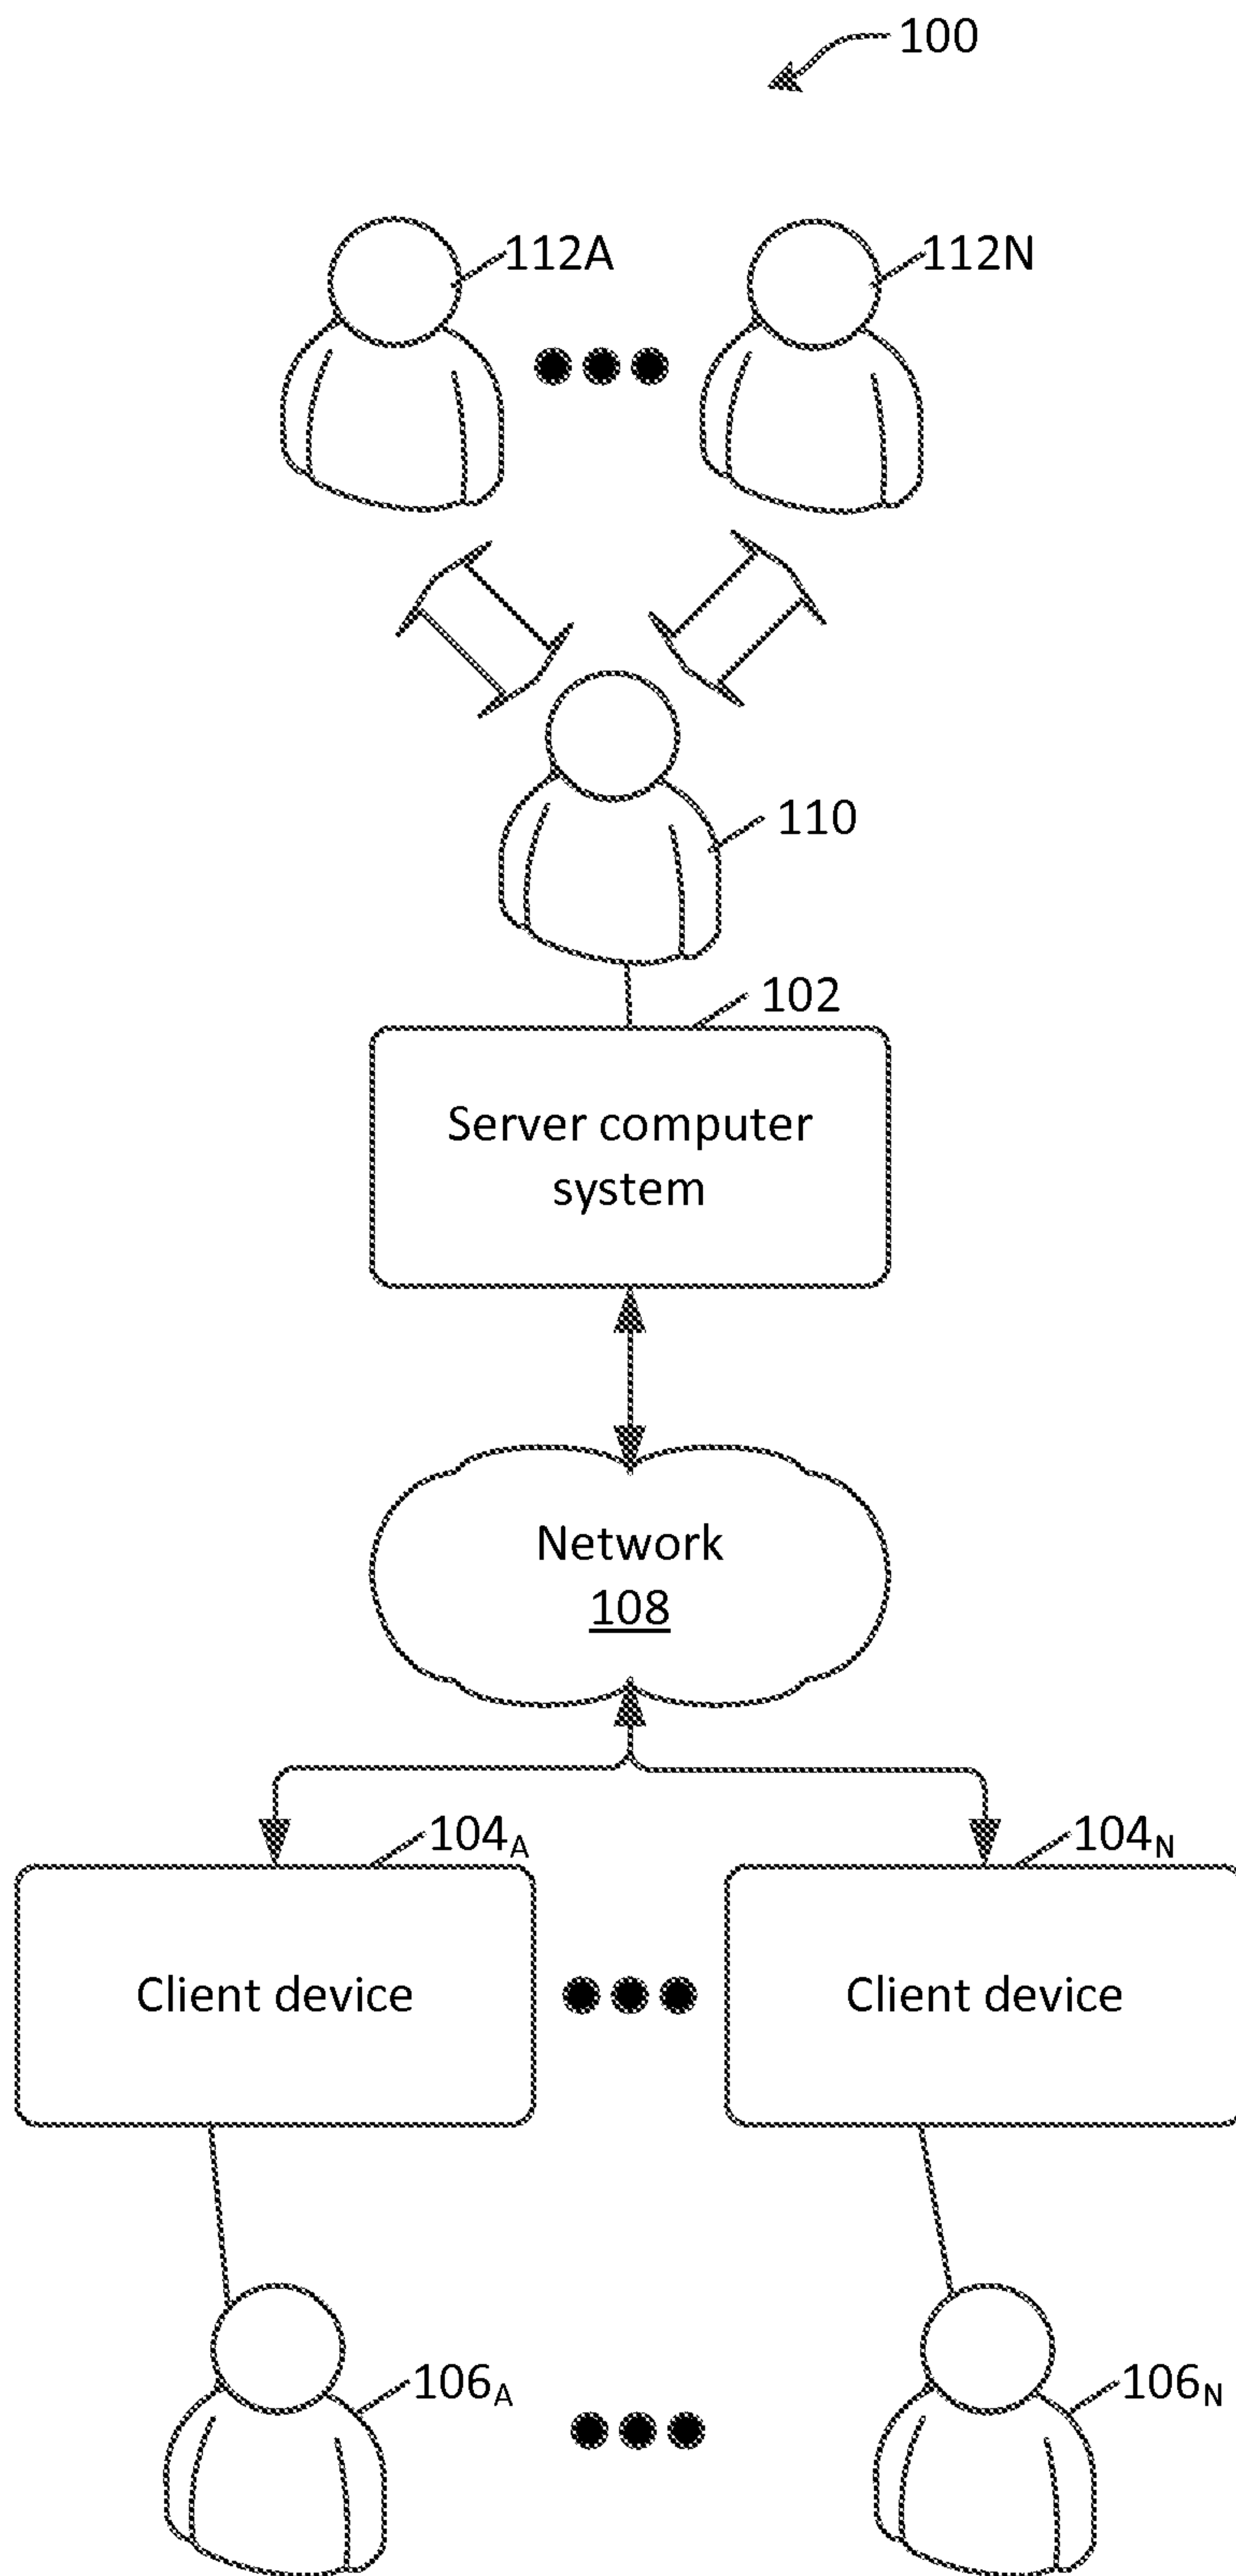 100
112A
112N
110
102
Server computer
system
Network
108
104A
104N
Client device
Client device
106A
106N